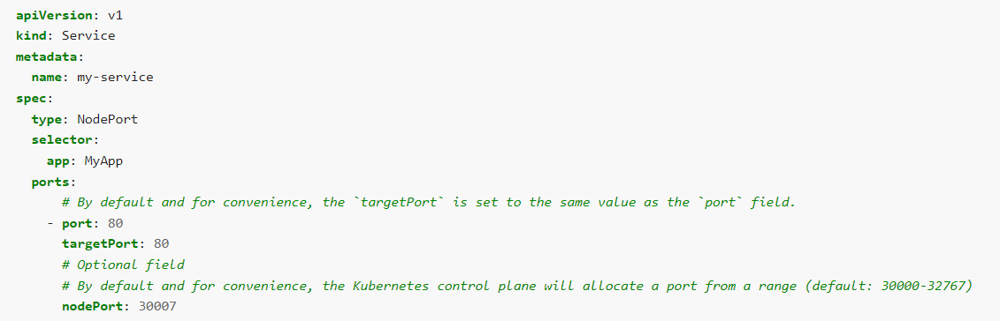 apiVersion: v1
kind: Service
metadata:
  name: my-service
spec:
  type: NodePort
  selector:
    app: MyApp
  ports:
      # By default and for convenience, the `targetPort` is set to the same value as the `port` field.
    - port: 80
      targetPort: 80
      # Optional field
      # By default and for convenience, the Kubernetes control plane will allocate a port from a range (default: 30000-32767)
      nodePort: 30007